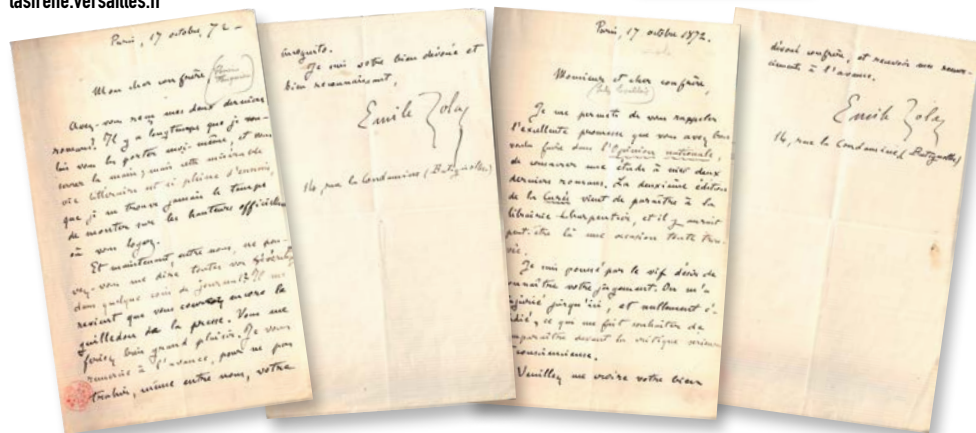 lasirene.versailles.fr
Paris, 17 octobre, 72 —
Mon cher confrère,
Avez-vous reçu mes deux derniers
romans? Il y a longtemps que je vou-
lais vous les porter moi-même, et vous
serrer la main; mais cette misérable
vie littéraire est si pleine d'ennuis,
que je ne trouve jamais le temps
de monter sur les hauteurs officielles
où vous logez.
Et maintenant, entre nous, ne pou-
vez-vous me dire toutes vos
dans quelque coin de journal? Il me
revient que vous encore le
guilledou de la presse. Vous me
feriez bien grand plaisir. Je vous
remercie à l'avance, pour ne pas
trahir, même entre nous, votre
incognito.
Je suis votre bien dévoué et
bien reconnaissant,
Emile Zola
14, rue la Condamine (Batignolles)
Paris, 17 octobre 1872.
Monsieur et cher confrère,
Je me permets de vous rappeler
l'excellente promesse que vous avez bien
voulu faire dans l'Opinion nationale,
de consacrer une étude à mes deux
derniers romans. La deuxième édition
de la Curée vient de paraître à la
librairie Charpentier, et il y aurait
peut-être là une occasion toute trou-
vée.
Je suis poussé par le vif désir de
connaître votre jugement. On m'a
injurié jusqu'ici, et nullement é-
tudié, ce qui me fait souhaiter de
comparaître devant la critique sérieuse
consciencieuse.
Veuillez me croire votre bien
dévoué confrère, et recevoir mes remer-
ciements à l'avance.
Emile Zola
14, rue la Condamine (Batignolles)